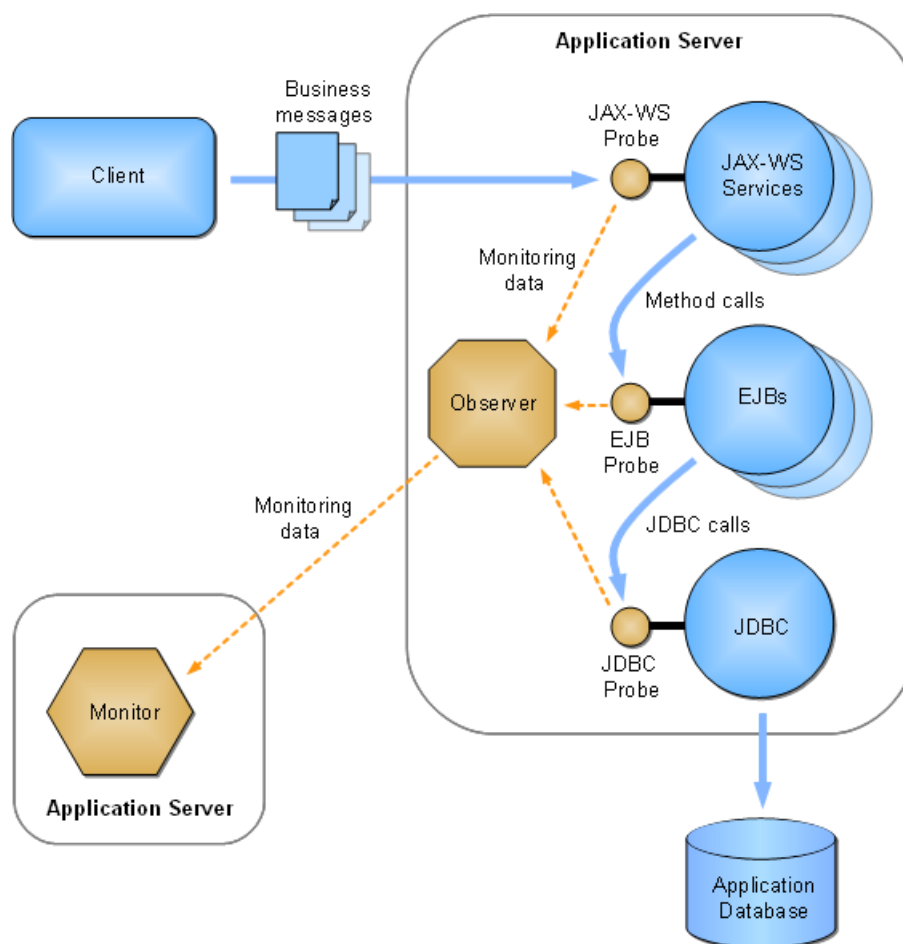 Application Server
Business
messages
JAX-WS
Probe
Client
JAX-WS
Services
Monitoring
data
Method calls
Observer
EJBs
EJB
Probe
Monitoring
data
JDBC calls
JDBC
JDBC
Probe
Monitor
Application Server
Application
Database